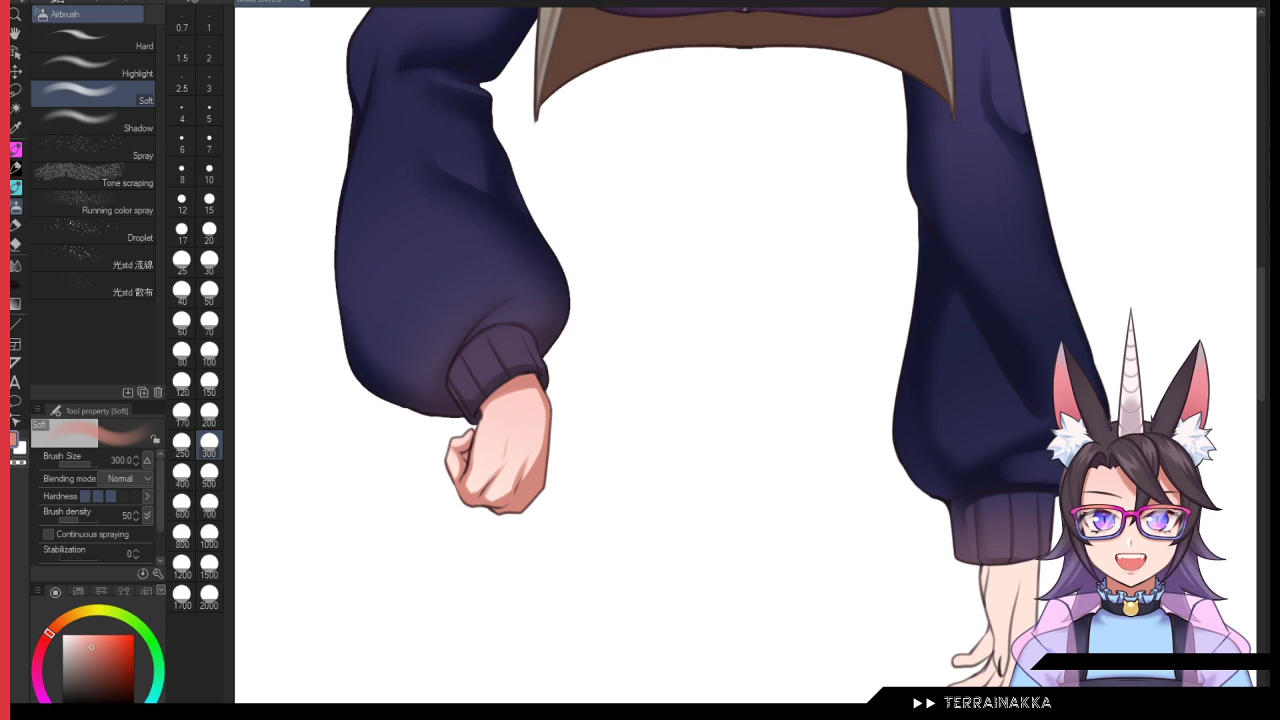 Airbrush
Hard
Highlight
Soft
Shadow
Spray
Tone scraping
Running color spray
Droplet
光std 流線
光std 散布
0.7 1
1.5 2
2.5 3
4 5
6 7
8 10
12 15
17 20
25 30
40 50
60 70
80 100
120 150
170 200
250 300
400 500
600 700
800 1000
1200 1500
1700 2000
Tool property [Soft]
Soft
Brush Size 300.0
Blending mode Normal
Hardness
Brush density 50
Continuous spraying
Stabilization 0
TERRAINAKKA